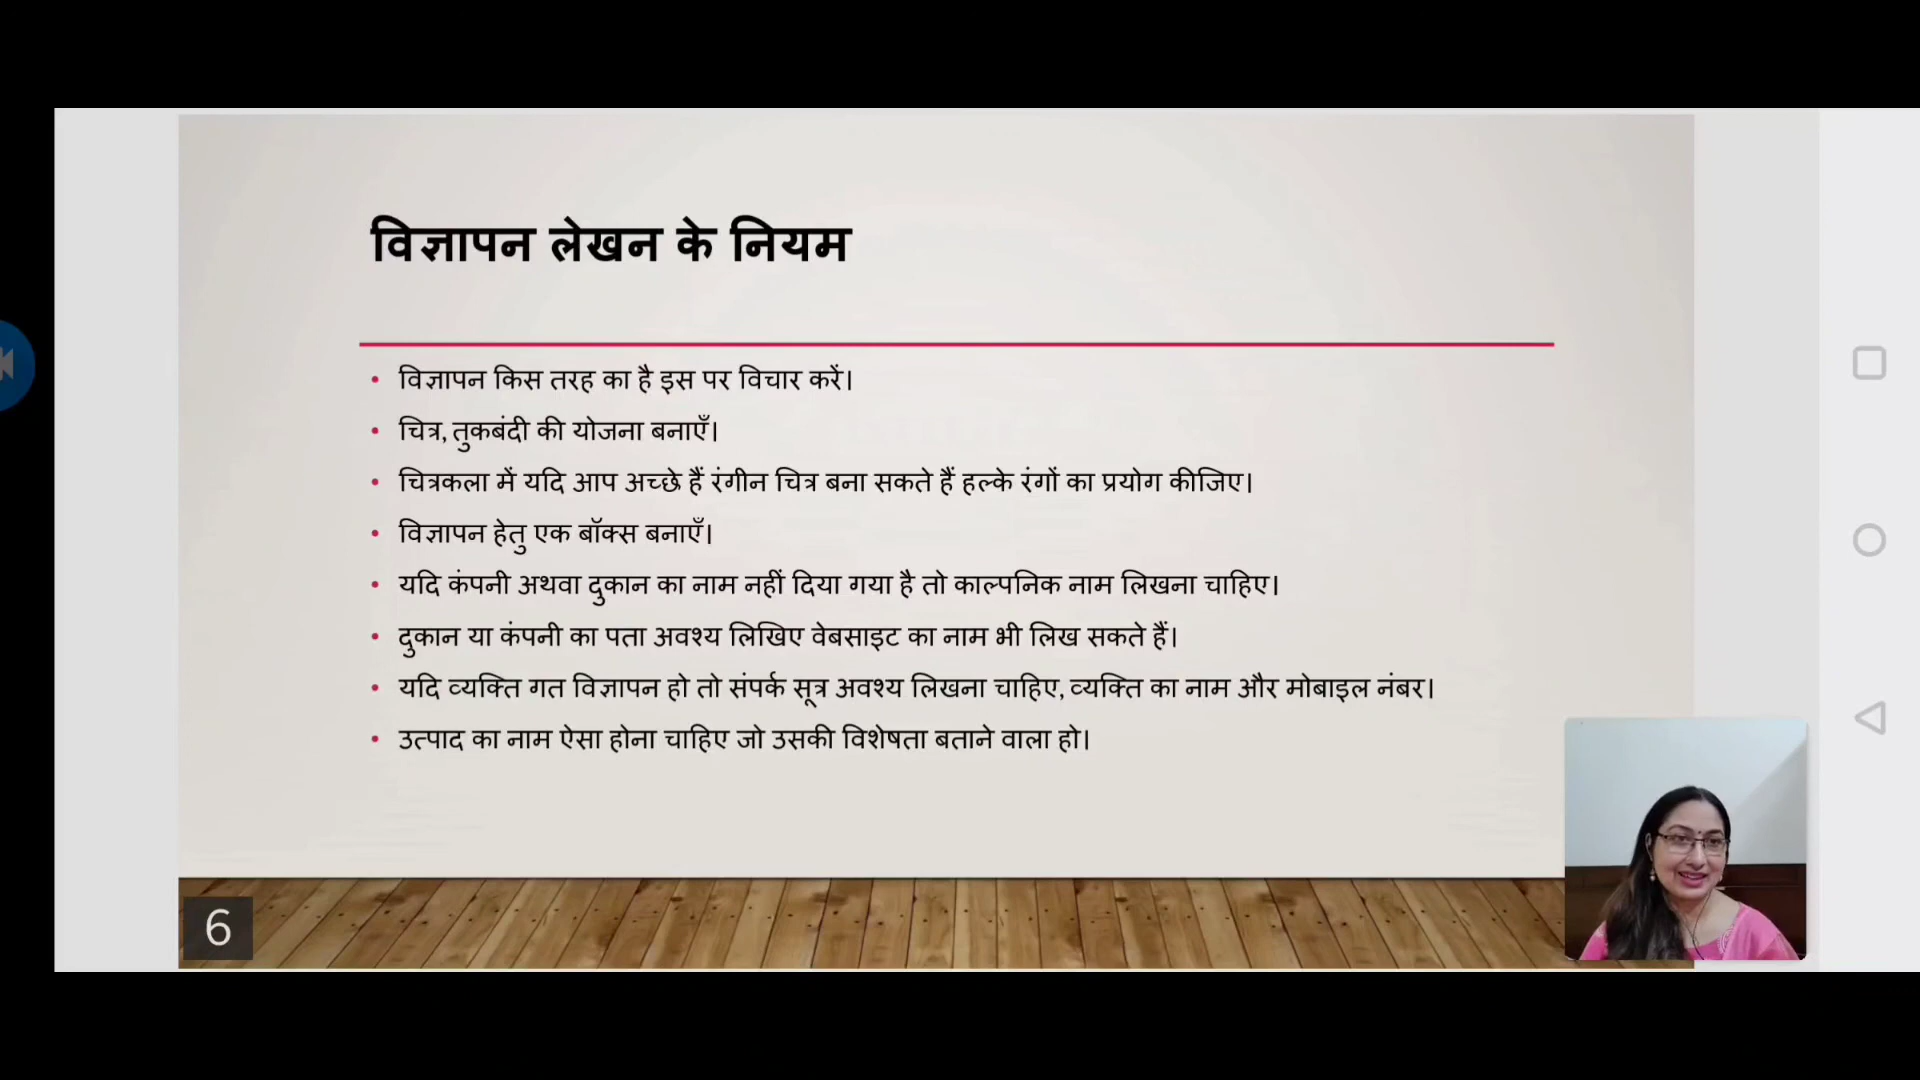 विज्ञापन लेखन के नियम
• विज्ञापन किस तरह का है इस पर विचार करें।
• चित्र, तुकबंदी की योजना बनाएँ।
• चित्रकला में यदि आप अच्छे हैं रंगीन चित्र बना सकते हैं हल्के रंगों का प्रयोग कीजिए।
• विज्ञापन हेतु एक बॉक्स बनाएँ।
• यदि कंपनी अथवा दुकान का नाम नहीं दिया गया है तो काल्पनिक नाम लिखना चाहिए।
• दुकान या कंपनी का पता अवश्य लिखिए वेबसाइट का नाम भी लिख सकते हैं।
• यदि व्यक्ति गत विज्ञापन हो तो संपर्क सूत्र अवश्य लिखना चाहिए, व्यक्ति का नाम और मोबाइल नंबर।
• उत्पाद का नाम ऐसा होना चाहिए जो उसकी विशेषता बताने वाला हो।
6